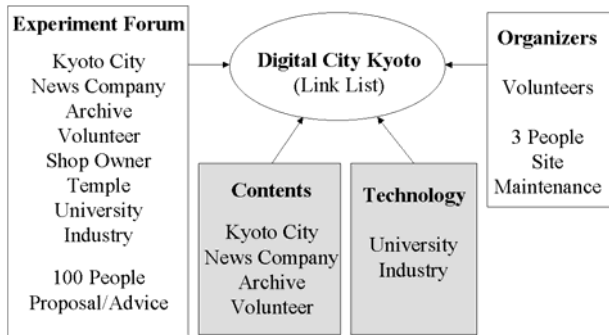 Experiment Forum
Kyoto City
News Company
Archive
Volunteer
Shop Owner
Temple
University
Industry
100 People
Proposal/Advice
Digital City Kyoto
(Link List)
Organizers
Volunteers
3 People
Site
Maintenance
Contents
Kyoto City
News Company
Archive
Volunteer
Technology
University
Industry